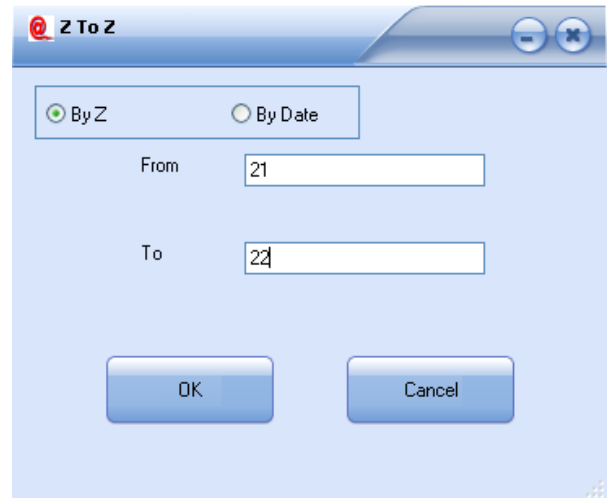 Z To Z
By Z By Date
From 21
To 22
OK Cancel